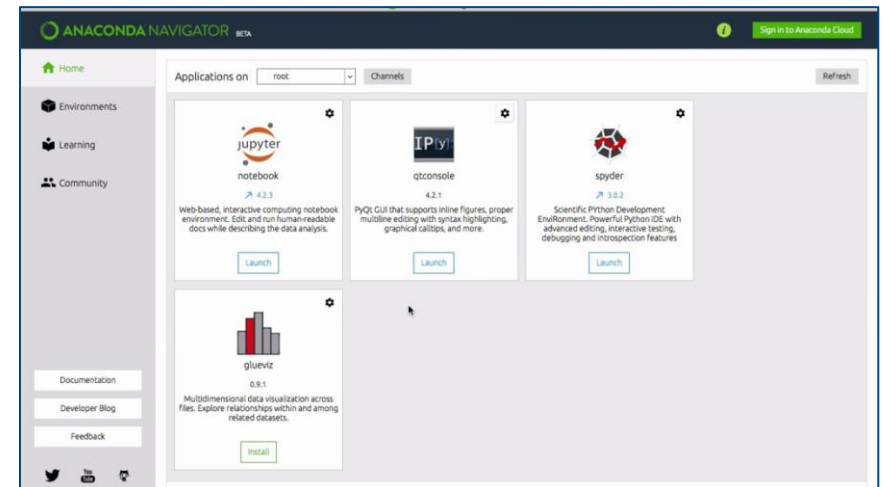 ANACONDA NAVIGATOR BETA
i
Sign in to Anaconda Cloud
Home
Environments
Learning
Community
Applications on root Channels
Refresh
jupyter
notebook
4.2.3
Web-based, interactive computing notebook
environment. Edit and run human-readable
docs while describing the data analysis.
Launch
IP[y]:
qtconsole
4.2.1
PyQt GUI that supports inline figures, proper
multiline editing with syntax highlighting,
graphical calltips, and more.
Launch
spyder
3.0.2
Scientific PYthon Development
EnviRonment. Powerful Python IDE with
advanced editing, interactive testing,
debugging and introspection features
Launch
glueviz
0.9.1
Multidimensional data visualization across
files. Explore relationships within and among
related datasets.
Install
Documentation
Developer Blog
Feedback
You
Tube